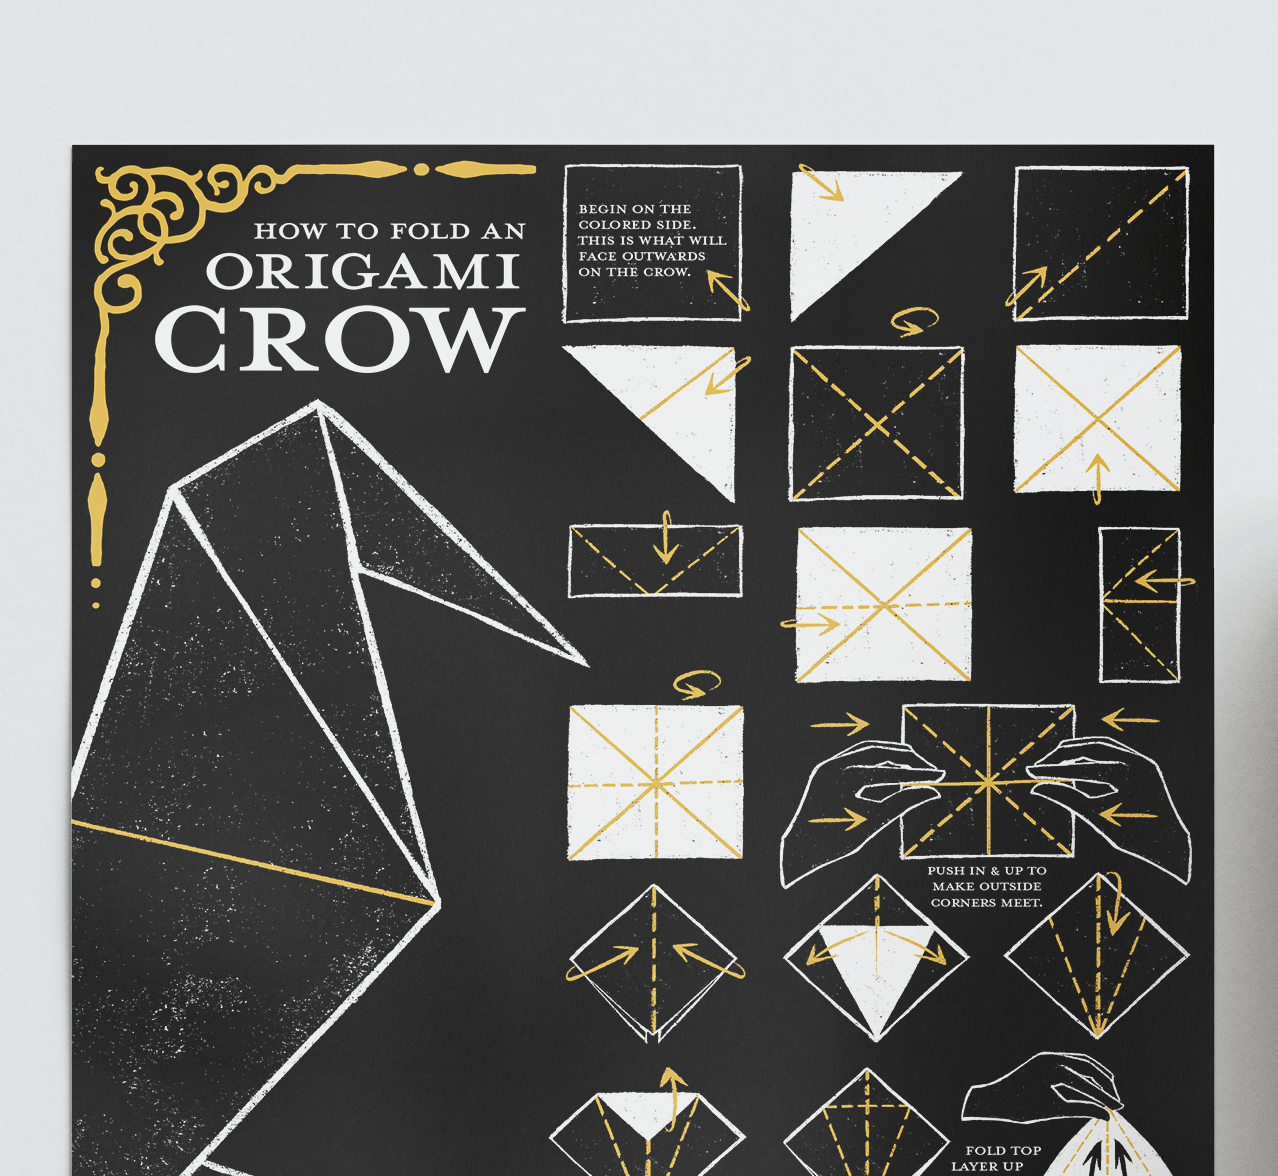 HOW TO FOLD AN
ORIGAMI
CROW
BEGIN ON THE
COLORED SIDE.
THIS IS WHAT WILL
FACE OUTWARDS
ON THE CROW.
PUSH IN & UP TO
MAKE OUTSIDE
CORNERS MEET.
FOLD TOP
LAYER UP